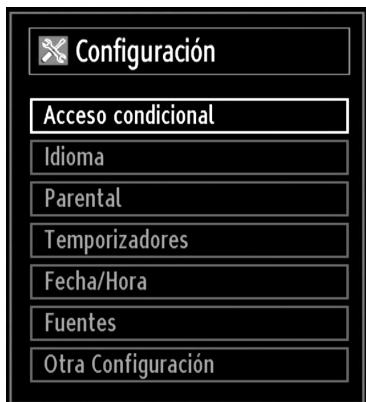 Configuración
Acceso condicional
Idioma
Parental
Temporizadores
Fecha/Hora
Fuentes
Otra Configuración